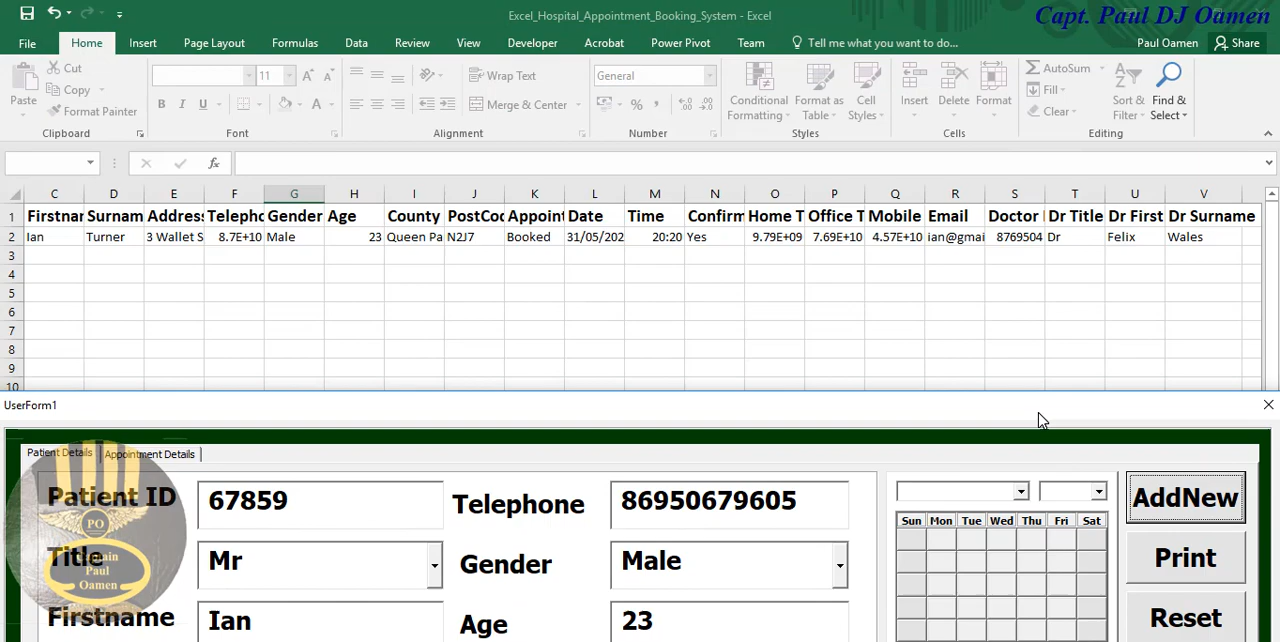 Excel_Hospital_Appointment_Booking_System - Excel
Capt. Paul DJ Oamen
File Home Insert Page Layout Formulas Data Review View Developer Acrobat Power Pivot Team Tell me what you want to do... Paul Oamen Share
Paste
Cut
Copy
Format Painter
Clipboard
11
B I U
Font
Wrap Text
Merge & Center
Alignment
General
%
Number
Conditional Formatting
Format as Table
Cell Styles
Styles
Insert
Delete
Format
Cells
AutoSum
Fill
Clear
Sort & Filter
Find & Select
Editing
fx
C D E F G H I J K L M N O P Q R S T U V
1 Firstnar Surnam Address Telepho Gender Age County PostCoc Appoint Date Time Confirm Home T Office T Mobile Email Doctor Dr Title Dr First Dr Surname
2 Ian Turner 3 Wallet S 8.7E+10 Male 23 Queen Pa N2J7 Booked 31/05/202 20:20 Yes 9.79E+09 7.69E+10 4.57E+10 ian@gmai 8769504 Dr Felix Wales
3
4
5
6
7
8
9
10
UserForm1
Patient Details Appointment Details
Patient ID 67859 Telephone 86950679605
Title Mr Gender Male
Firstname Ian Age 23
Sun Mon Tue Wed Thu Fri Sat
AddNew
Print
Reset
PO
Captain
Paul
Oamen